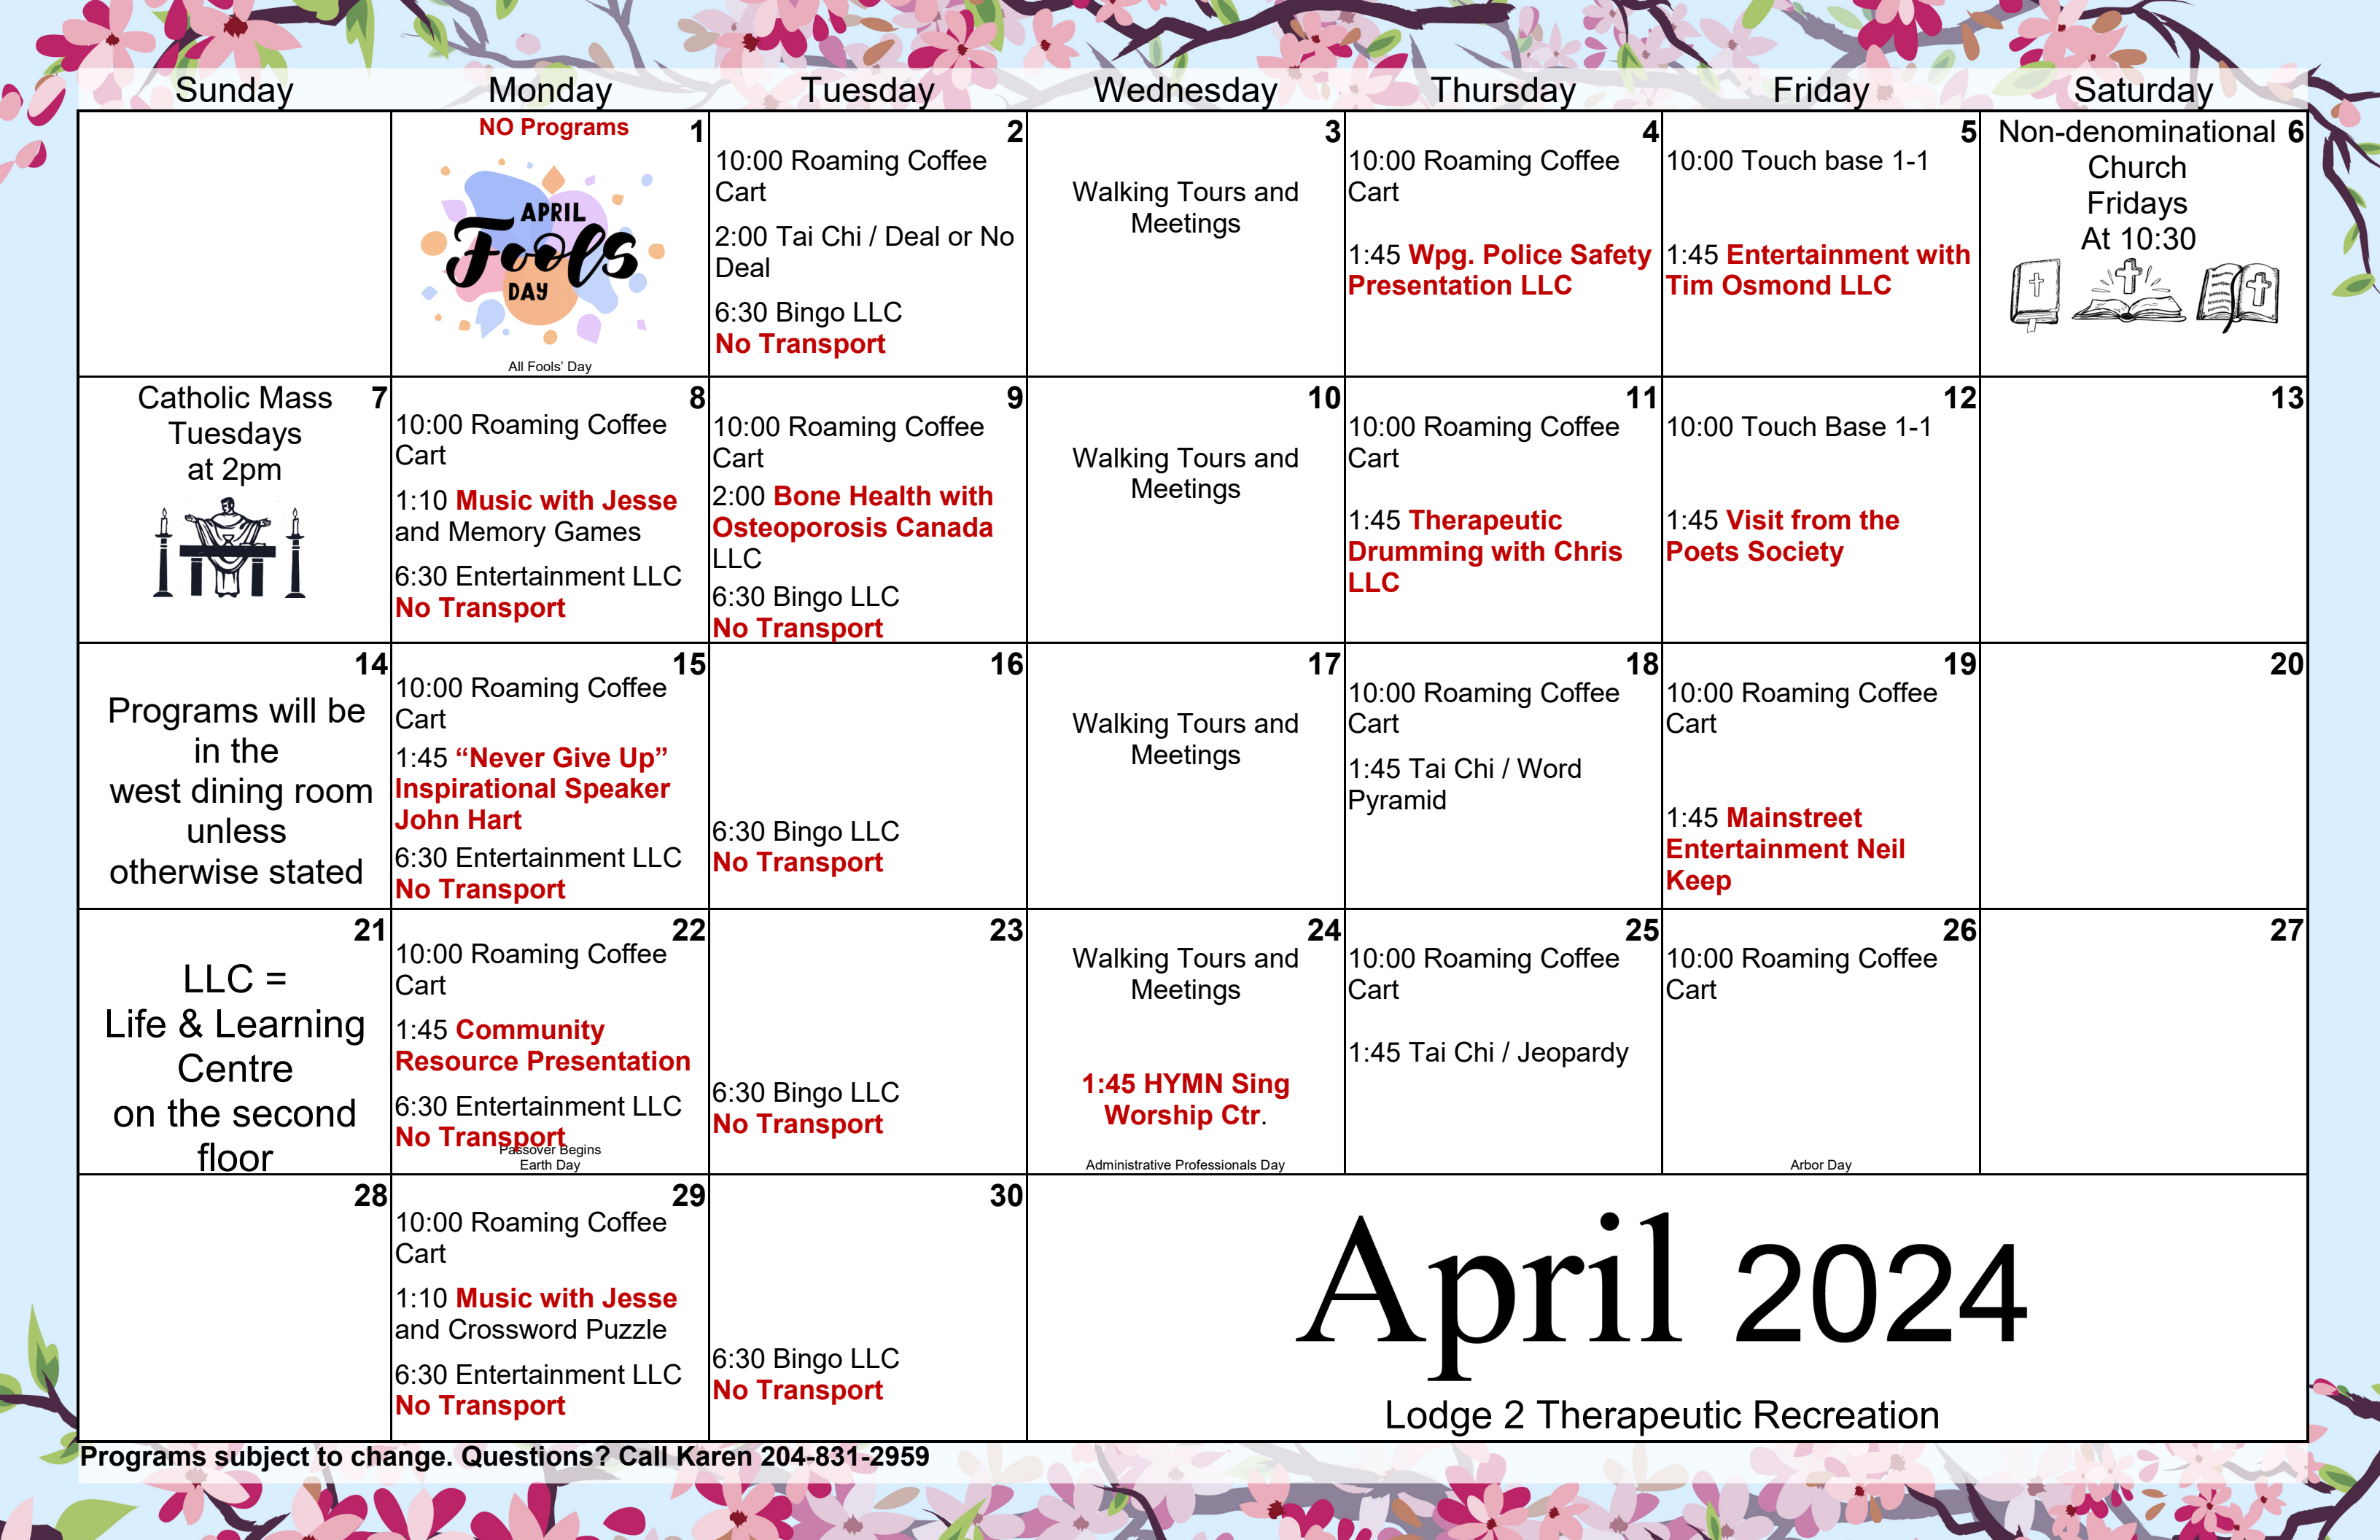 Sunday Monday Tuesday Wednesday Thursday Friday Saturday
NO Programs 1
APRIL
Fools
DAY
All Fools' Day
2
10:00 Roaming Coffee
Cart
2:00 Tai Chi / Deal or No
Deal
6:30 Bingo LLC
No Transport
3
Walking Tours and
Meetings
4
10:00 Roaming Coffee
Cart
1:45 Wpg. Police Safety
Presentation LLC
5
10:00 Touch base 1-1
1:45 Entertainment with
Tim Osmond LLC
Non-denominational 6
Church
Fridays
At 10:30
Catholic Mass 7
Tuesdays
at 2pm
8
10:00 Roaming Coffee
Cart
1:10 Music with Jesse
and Memory Games
6:30 Entertainment LLC
No Transport
9
10:00 Roaming Coffee
Cart
2:00 Bone Health with
Osteoporosis Canada
LLC
6:30 Bingo LLC
No Transport
10
Walking Tours and
Meetings
11
10:00 Roaming Coffee
Cart
1:45 Therapeutic
Drumming with Chris
LLC
12
10:00 Touch Base 1-1
1:45 Visit from the
Poets Society
13
14
Programs will be
in the
west dining room
unless
otherwise stated
15
10:00 Roaming Coffee
Cart
1:45 “Never Give Up”
Inspirational Speaker
John Hart
6:30 Entertainment LLC
No Transport
16
6:30 Bingo LLC
No Transport
17
Walking Tours and
Meetings
18
10:00 Roaming Coffee
Cart
1:45 Tai Chi / Word
Pyramid
19
10:00 Roaming Coffee
Cart
1:45 Mainstreet
Entertainment Neil
Keep
20
21
LLC =
Life & Learning
Centre
on the second
floor
22
10:00 Roaming Coffee
Cart
1:45 Community
Resource Presentation
6:30 Entertainment LLC
No Transport
Passover Begins
Earth Day
23
6:30 Bingo LLC
No Transport
24
Walking Tours and
Meetings
1:45 HYMN Sing
Worship Ctr.
Administrative Professionals Day
25
10:00 Roaming Coffee
Cart
1:45 Tai Chi / Jeopardy
26
10:00 Roaming Coffee
Cart
Arbor Day
27
28
29
10:00 Roaming Coffee
Cart
1:10 Music with Jesse
and Crossword Puzzle
6:30 Entertainment LLC
No Transport
30
6:30 Bingo LLC
No Transport
April 2024
Lodge 2 Therapeutic Recreation
Programs subject to change. Questions? Call Karen 204-831-2959